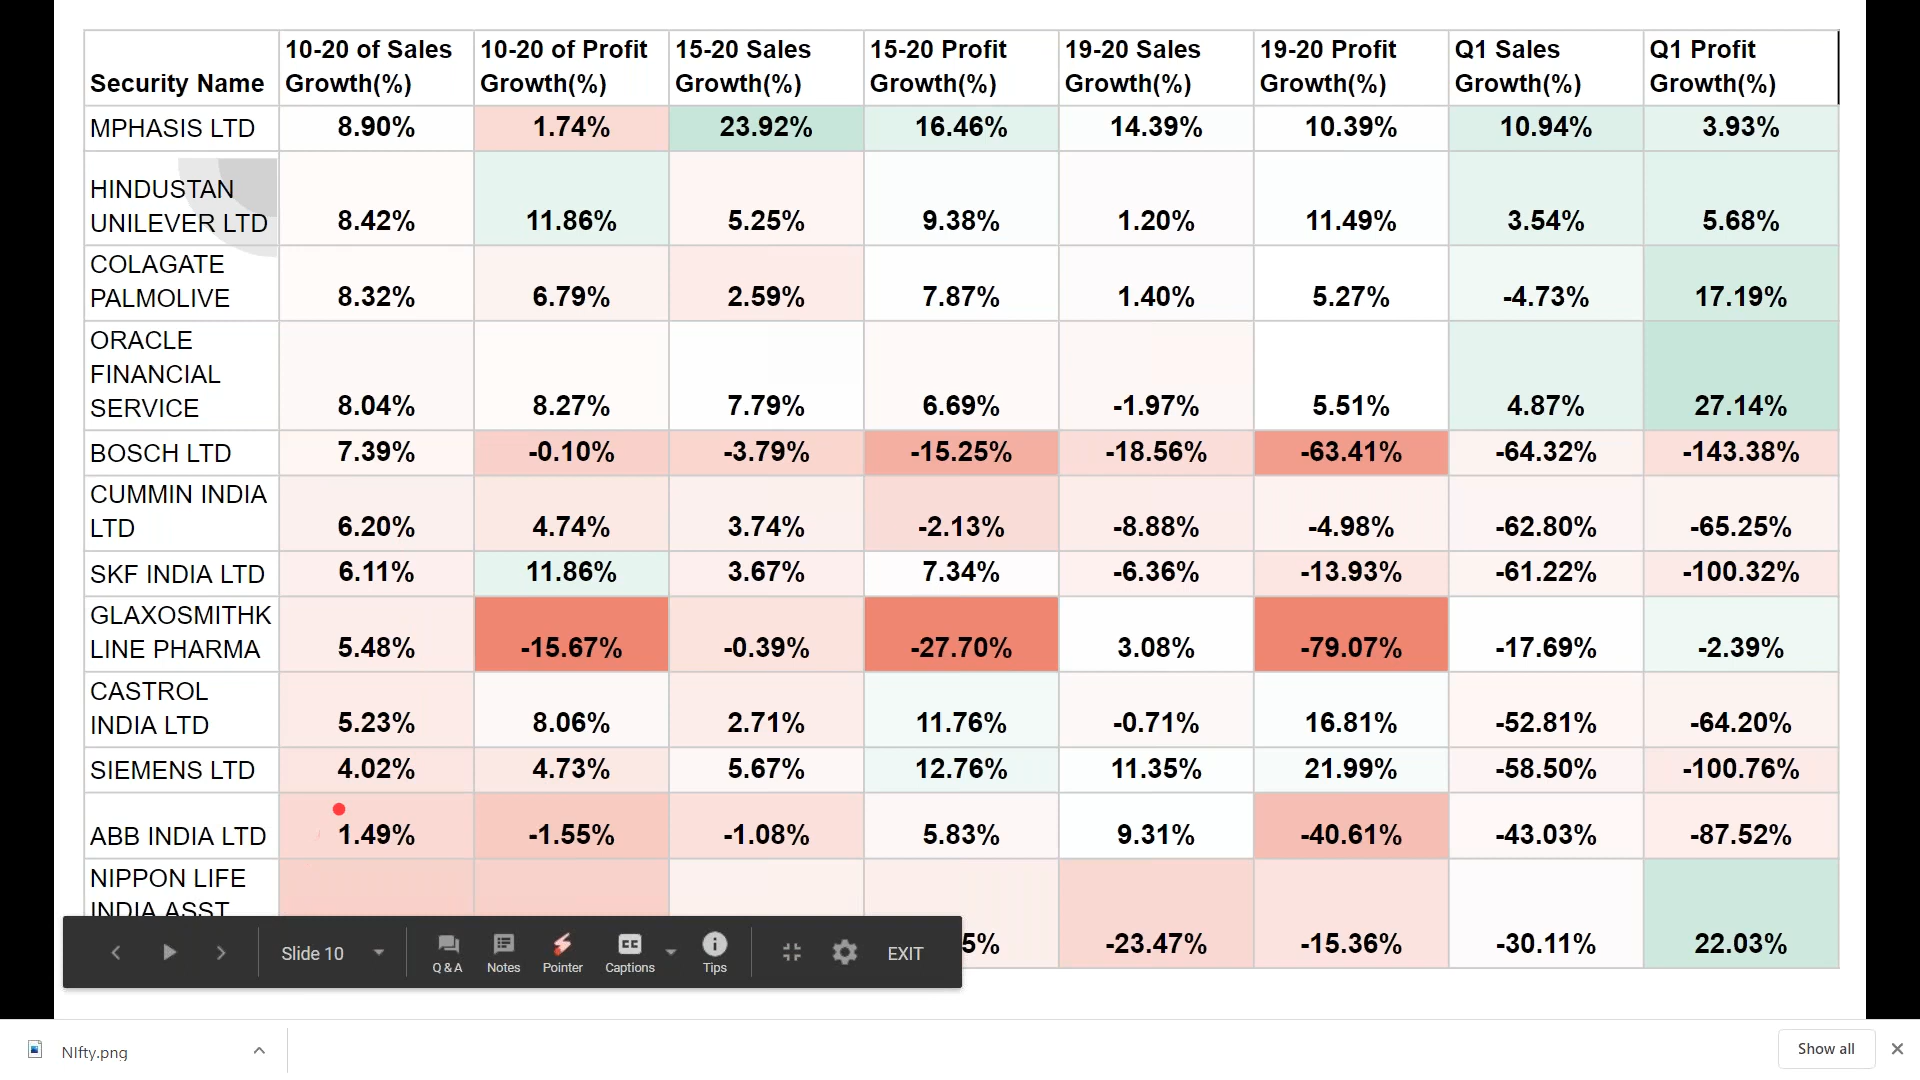 Security Name
10-20 of Sales
Growth(%)
10-20 of Profit
Growth(%)
15-20 Sales
Growth(%)
15-20 Profit
Growth(%)
19-20 Sales
Growth(%)
19-20 Profit
Growth(%)
Q1 Sales
Growth(%)
Q1 Profit
Growth(%)
MPHASIS LTD 8.90% 1.74% 23.92% 16.46% 14.39% 10.39% 10.94% 3.93%
HINDUSTAN
UNILEVER LTD 8.42% 11.86% 5.25% 9.38% 1.20% 11.49% 3.54% 5.68%
COLAGATE
PALMOLIVE 8.32% 6.79% 2.59% 7.87% 1.40% 5.27% -4.73% 17.19%
ORACLE
FINANCIAL
SERVICE 8.04% 8.27% 7.79% 6.69% -1.97% 5.51% 4.87% 27.14%
BOSCH LTD 7.39% -0.10% -3.79% -15.25% -18.56% -63.41% -64.32% -143.38%
CUMMIN INDIA
LTD 6.20% 4.74% 3.74% -2.13% -8.88% -4.98% -62.80% -65.25%
SKF INDIA LTD 6.11% 11.86% 3.67% 7.34% -6.36% -13.93% -61.22% -100.32%
GLAXOSMITHK
LINE PHARMA 5.48% -15.67% -0.39% -27.70% 3.08% -79.07% -17.69% -2.39%
CASTROL
INDIA LTD 5.23% 8.06% 2.71% 11.76% -0.71% 16.81% -52.81% -64.20%
SIEMENS LTD 4.02% 4.73% 5.67% 12.76% 11.35% 21.99% -58.50% -100.76%
ABB INDIA LTD 1.49% -1.55% -1.08% 5.83% 9.31% -40.61% -43.03% -87.52%
NIPPON LIFE
INDIA ASST
5% -23.47% -15.36% -30.11% 22.03%
Slide 10
Q & A
Notes
Pointer
CC
Captions
Tips
EXIT
NIfty.png
Show all